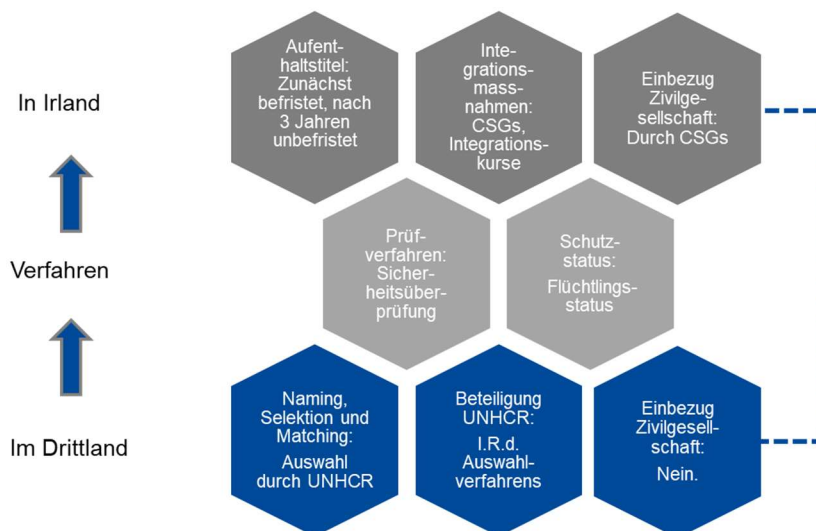 In Irland
Aufent-
haltstitel:
Zunächst
befristet, nach
3 Jahren
unbefristet
Inte-
grations-
mass-
nahmen:
CSGs,
Integrations-
kurse
Einbezug
Zivilge-
sellschaft:
Durch CSGs
Verfahren
Prüf-
verfahren:
Sicher-
heitsüber-
prüfung
Schutz-
status:
Flüchtlings-
status
Im Drittland
Naming,
Selektion und
Matching:
Auswahl
durch UNHCR
Beteiligung
UNHCR:
I.R.d.
Auswahl-
verfahrens
Einbezug
Zivilgesell-
schaft:
Nein.